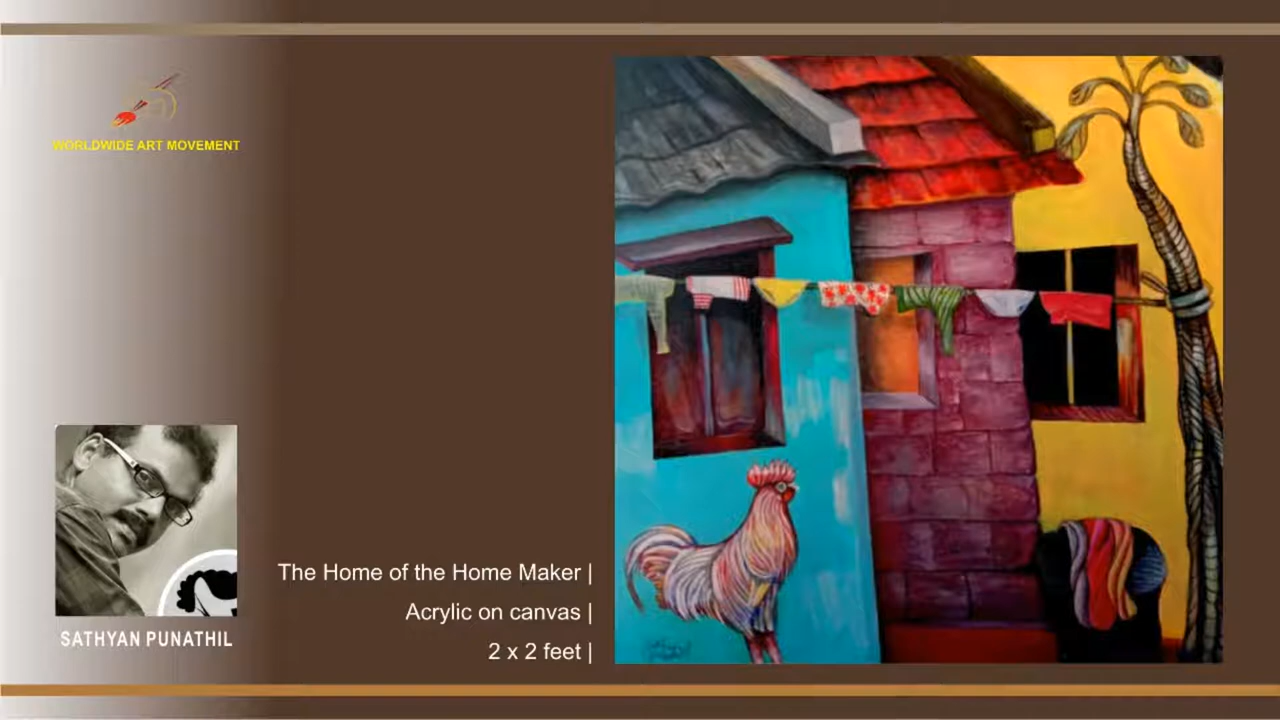 WORLDWIDE ART MOVEMENT
SATHYAN PUNATHIL
The Home of the Home Maker |
Acrylic on canvas |
2 x 2 feet |